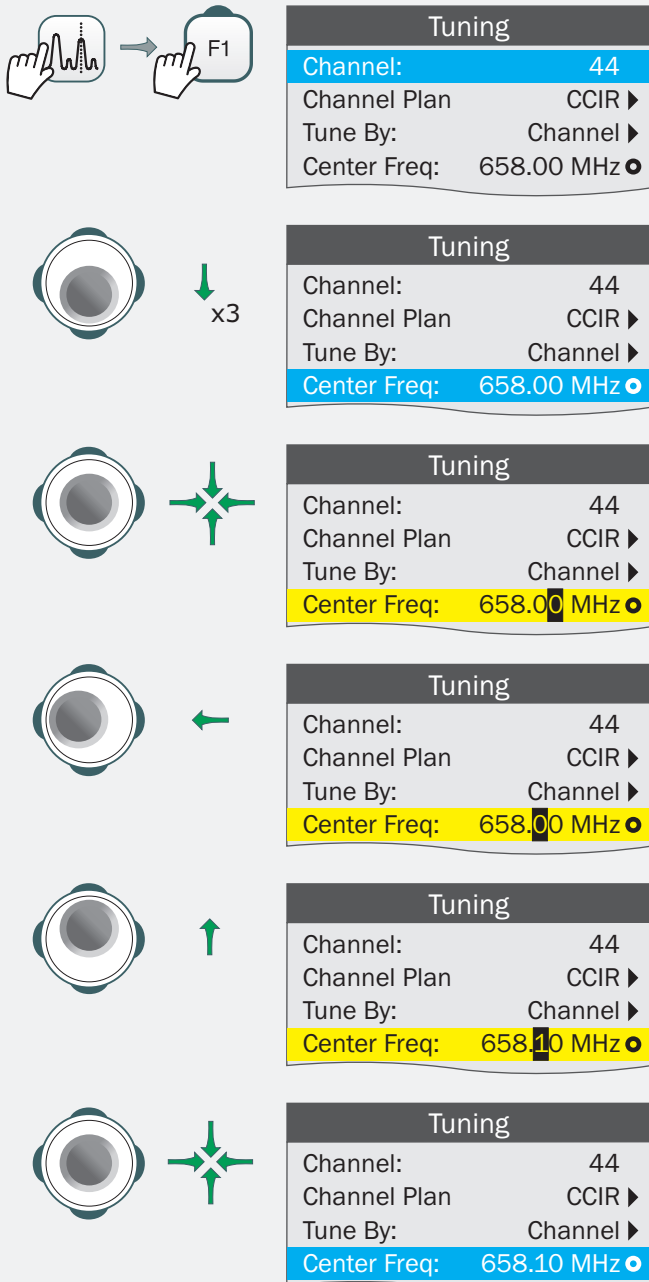 F1
Tuning
Channel: 44
Channel Plan CCIR
Tune By: Channel
Center Freq: 658.00 MHz
x3
Tuning
Channel: 44
Channel Plan CCIR
Tune By: Channel
Center Freq: 658.00 MHz
Tuning
Channel: 44
Channel Plan CCIR
Tune By: Channel
Center Freq: 658.00 MHz
Tuning
Channel: 44
Channel Plan CCIR
Tune By: Channel
Center Freq: 658.00 MHz
Tuning
Channel: 44
Channel Plan CCIR
Tune By: Channel
Center Freq: 658.10 MHz
Tuning
Channel: 44
Channel Plan CCIR
Tune By: Channel
Center Freq: 658.10 MHz